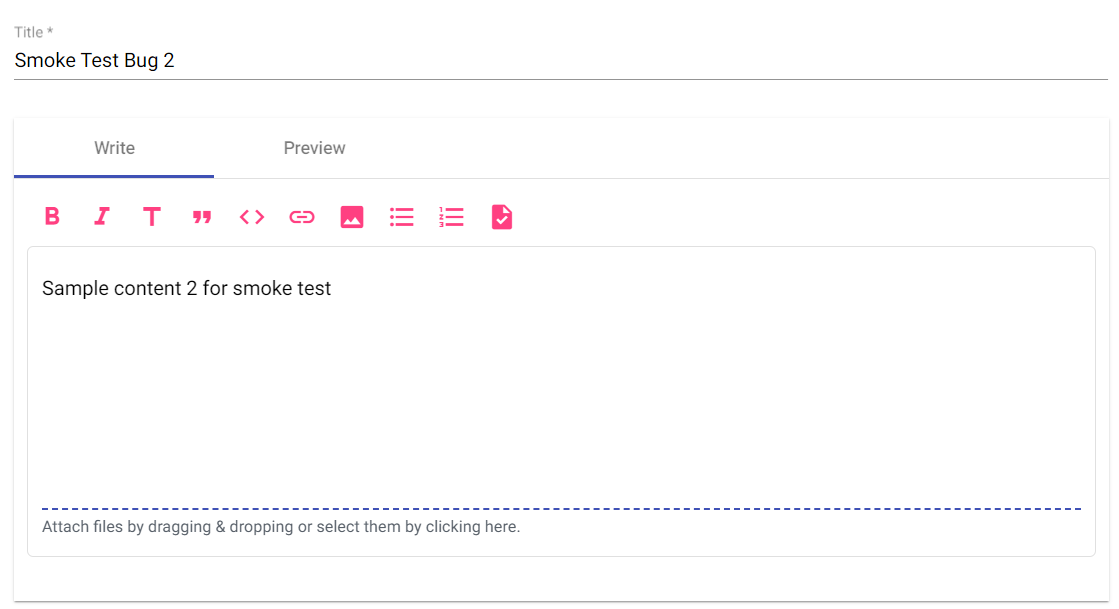 Title *
Smoke Test Bug 2
Write Preview
Sample content 2 for smoke test
Attach files by dragging & dropping or select them by clicking here.